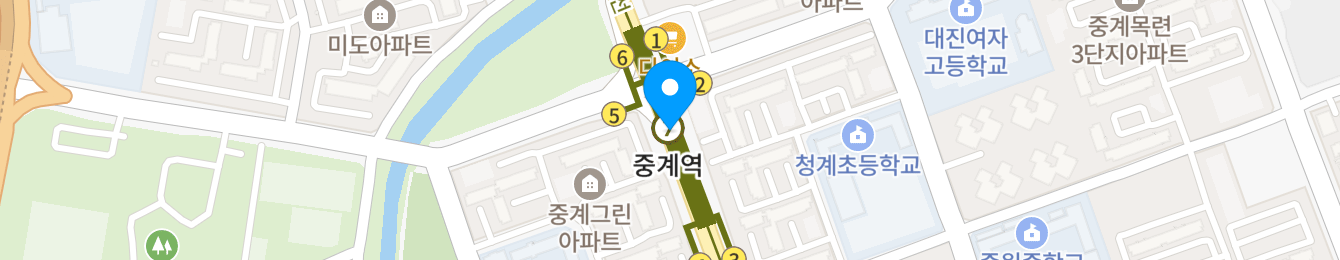 아파트
미도아파트
1
6
2
5
7
중계역
대진여자
고등학교
중계목련
3단지아파트
청계초등학교
중계그린
아파트
3